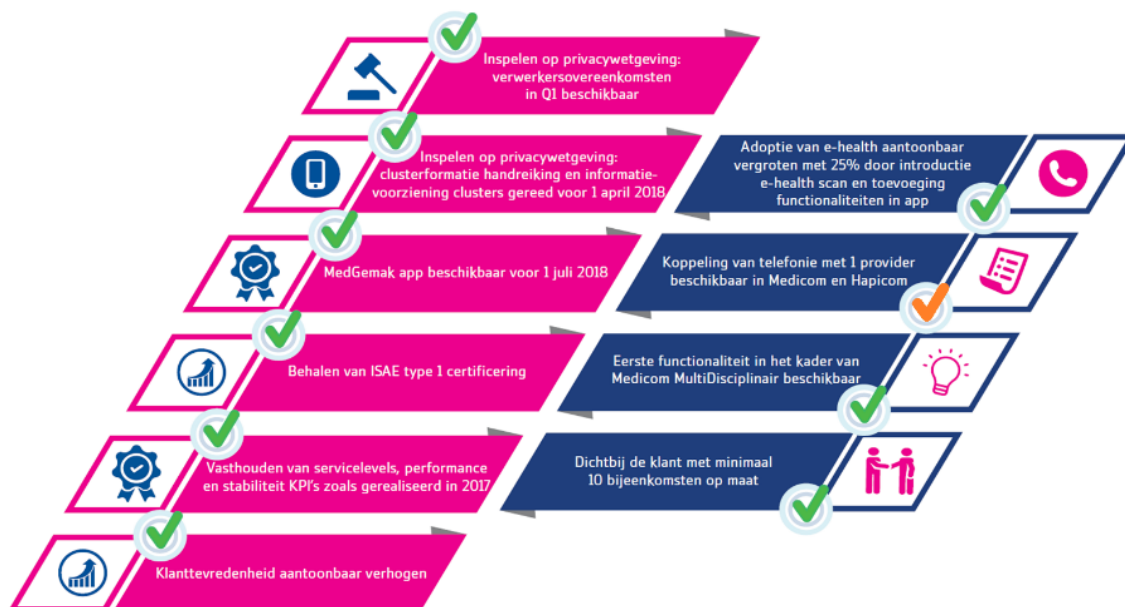 Inspelen op privacywetgeving:
verwerkersovereenkomsten
in Q1 beschikbaar
Inspelen op privacywetgeving:
clusterformatie handreiking en informatie-
voorziening clusters gereed voor 1 april 2018
MedGemak app beschikbaar voor 1 juli 2018
Behalen van ISAE type 1 certificering
Vasthouden van servicelevels, performance
en stabiliteit KPI's zoals gerealiseerd in 2017
Klanttevredenheid aantoonbaar verhogen
Adoptie van e-health aantoonbaar
vergroten met 25% door introductie
e-health scan en toevoeging
functionaliteiten in app
Koppeling van telefonie met 1 provider
beschikbaar in Medicom en Hapicom
Eerste functionaliteit in het kader van
Medicom MultiDisciplinair beschikbaar
Dichtbij de klant met minimaal
10 bijeenkomsten op maat